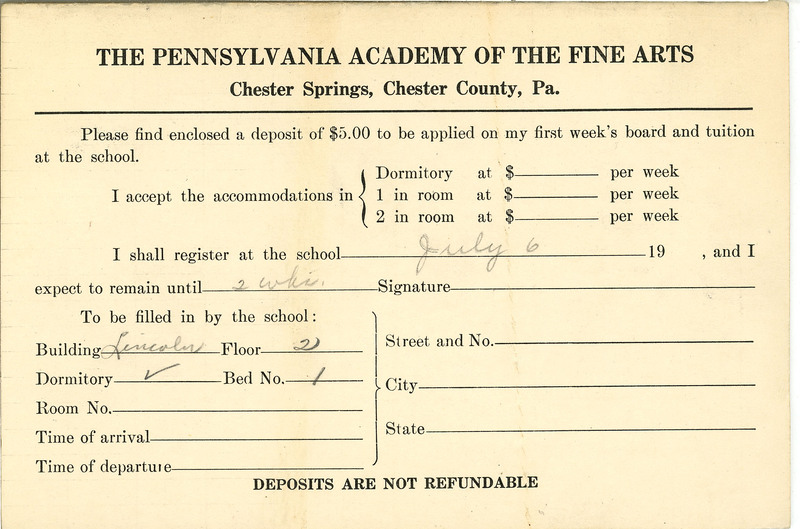 THE PENNSYLVANIA ACADEMY OF THE FINE ARTS
Chester Springs, Chester County, Pa.
Please find enclosed a deposit of $5.00 to be applied on my first week's board and tuition
at the school.
I accept the accommodations in
Dormitory at $ per week
1 in room at $ per week
2 in room at $ per week
I shall register at the school July 6 19 , and I
expect to remain until 2 wks. Signature
To be filled in by the school:
Building Lincoln Floor 2
Dormitory ✓ Bed No. 1
Room No.
Time of arrival
Time of departure
Street and No.
City
State
DEPOSITS ARE NOT REFUNDABLE